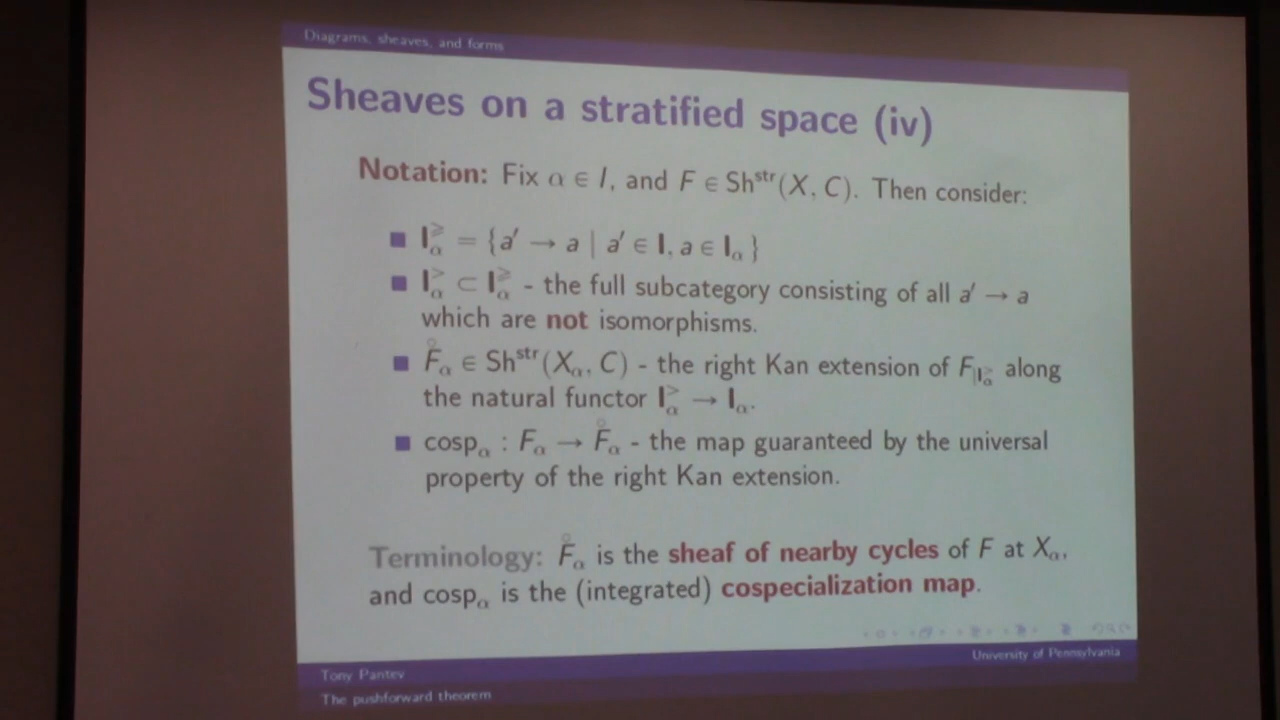 Diagrams, sheaves, and forms
Sheaves on a stratified space (iv)
Notation: Fix α ∈ I, and F ∈ Shˢᵗʳ(X, C). Then consider:
I_α^⩾ = {a′ → a | a′ ∈ I, a ∈ I_α}
I_α^> ⊂ I_α^⩾ - the full subcategory consisting of all a′ → a
which are not isomorphisms.
F̊_α ∈ Shˢᵗʳ(X_α, C) - the right Kan extension of F_{|I_α^>} along
the natural functor I_α^> → I_α.
cosp_α : F_α → F̊_α - the map guaranteed by the universal
property of the right Kan extension.
Terminology: F̊_α is the sheaf of nearby cycles of F at X_α,
and cosp_α is the (integrated) cospecialization map.
Tony Pantev
University of Pennsylvania
The pushforward theorem